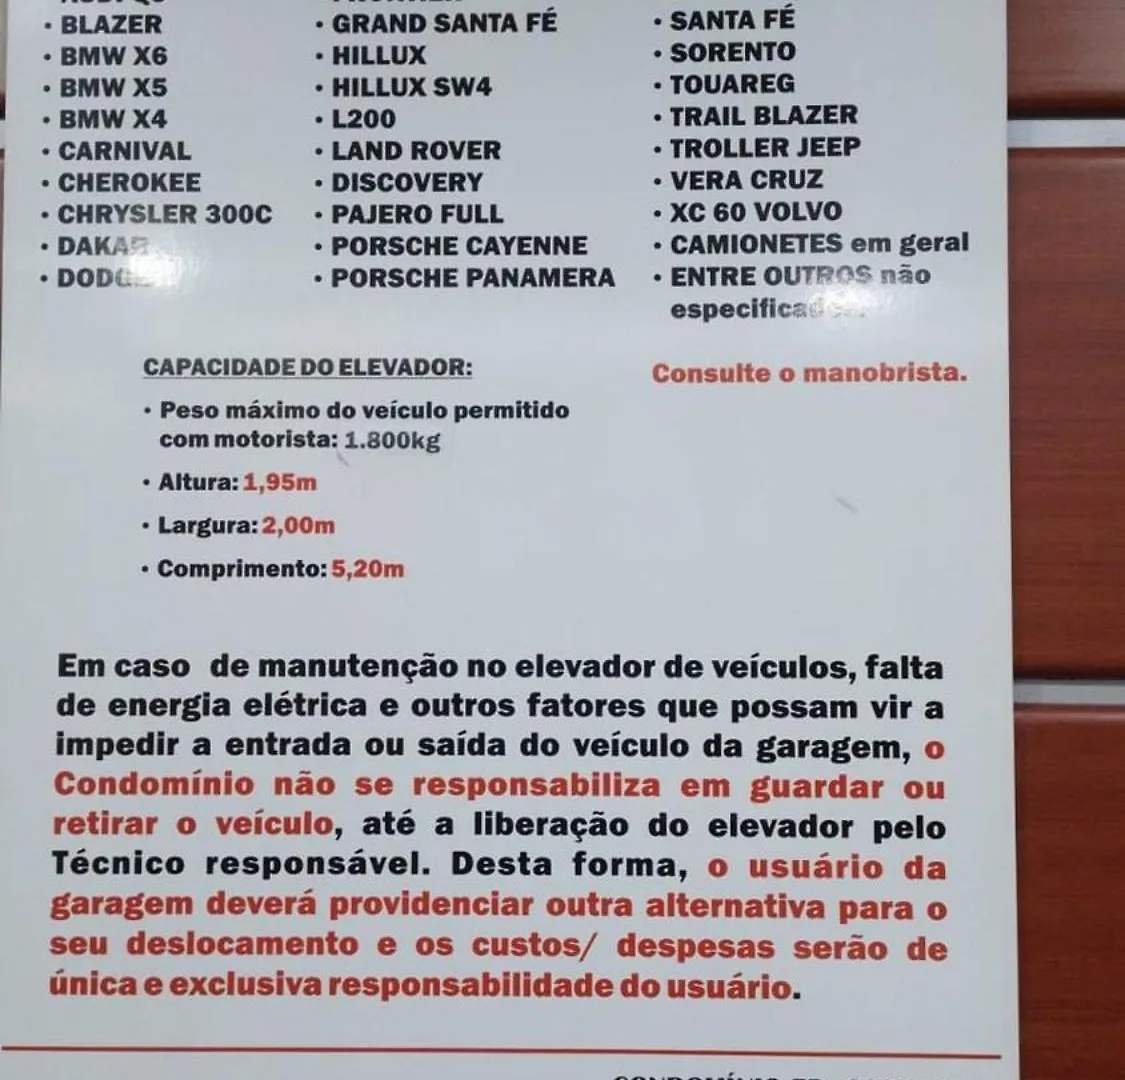 • BLAZER
• BMW X6
• BMW X5
• BMW X4
• CARNIVAL
• CHEROKEE
• CHRYSLER 300C
• DAKAR
• DODGE
• GRAND SANTA FÉ
• HILLUX
• HILLUX SW4
• L200
• LAND ROVER
• DISCOVERY
• PAJERO FULL
• PORSCHE CAYENNE
• PORSCHE PANAMERA
• SANTA FÉ
• SORENTO
• TOUAREG
• TRAIL BLAZER
• TROLLER JEEP
• VERA CRUZ
• XC 60 VOLVO
• CAMIONETES em geral
• ENTRE OUTROS não
especificados.
CAPACIDADE DO ELEVADOR:
• Peso máximo do veículo permitido
com motorista: 1.800kg
• Altura: 1,95m
• Largura: 2,00m
• Comprimento: 5,20m
Consulte o manobrista.
Em caso de manutenção no elevador de veículos, falta
de energia elétrica e outros fatores que possam vir a
impedir a entrada ou saída do veículo da garagem, o
Condomínio não se responsabiliza em guardar ou
retirar o veículo, até a liberação do elevador pelo
Técnico responsável. Desta forma, o usuário da
garagem deverá providenciar outra alternativa para o
seu deslocamento e os custos/ despesas serão de
única e exclusiva responsabilidade do usuário.